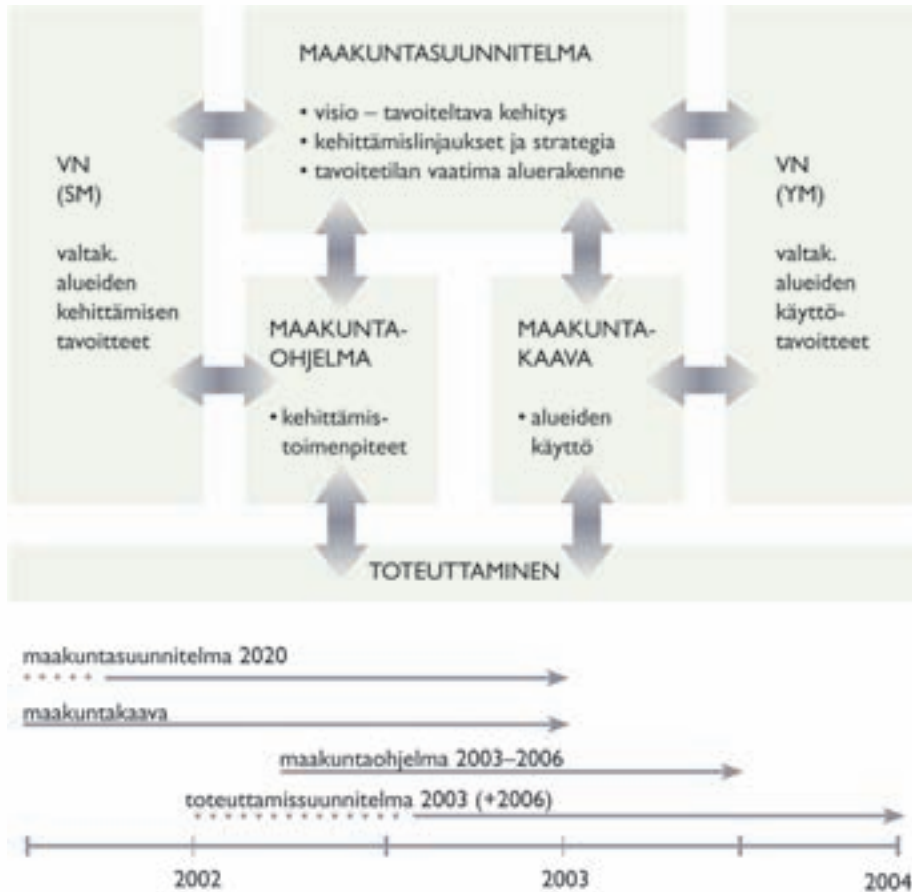 MAAKUNTASUUNNITELMA
• visio – tavoiteltava kehitys
• kehittämislinjaukset ja strategia
• tavoitetilan vaatima aluerakenne
VN
(SM)
valtak.
alueiden
kehittämisen
tavoitteet
VN
(YM)
valtak.
alueiden
käyttö-
tavoitteet
MAAKUNTA-
OHJELMA
• kehittämis-
toimenpiteet
MAAKUNTA-
KAAVA
• alueiden
käyttö
TOTEUTTAMINEN
maakuntasuunnitelma 2020
maakuntakaava
maakuntaohjelma 2003–2006
toteuttamissuunnitelma 2003 (+2006)
2002
2003
2004